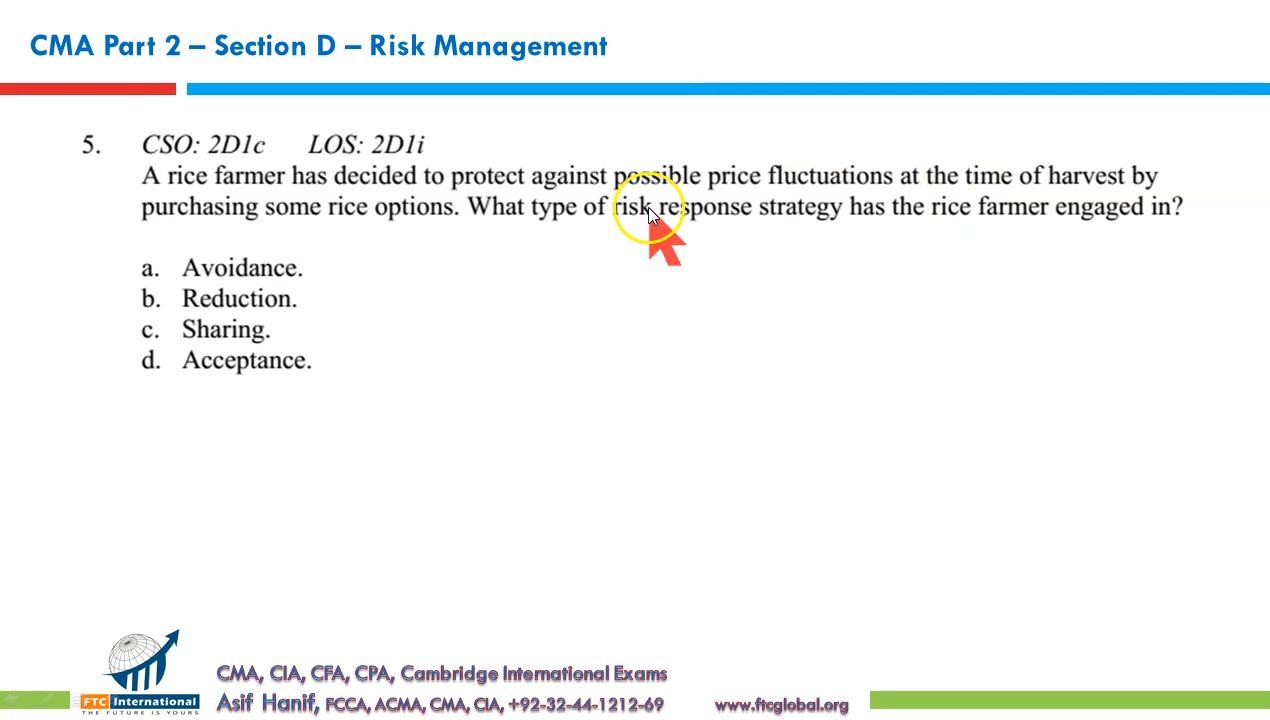 CMA Part 2 – Section D – Risk Management
5. CSO: 2D1c LOS: 2D1i
A rice farmer has decided to protect against possible price fluctuations at the time of harvest by
purchasing some rice options. What type of risk response strategy has the rice farmer engaged in?
a. Avoidance.
b. Reduction.
c. Sharing.
d. Acceptance.
CMA, CIA, CFA, CPA, Cambridge International Exams
FTC International
THE FUTURE IS YOURS
Asif Hanif, FCCA, ACMA, CMA, CIA, +92-32-44-1212-69 www.ftcglobal.org